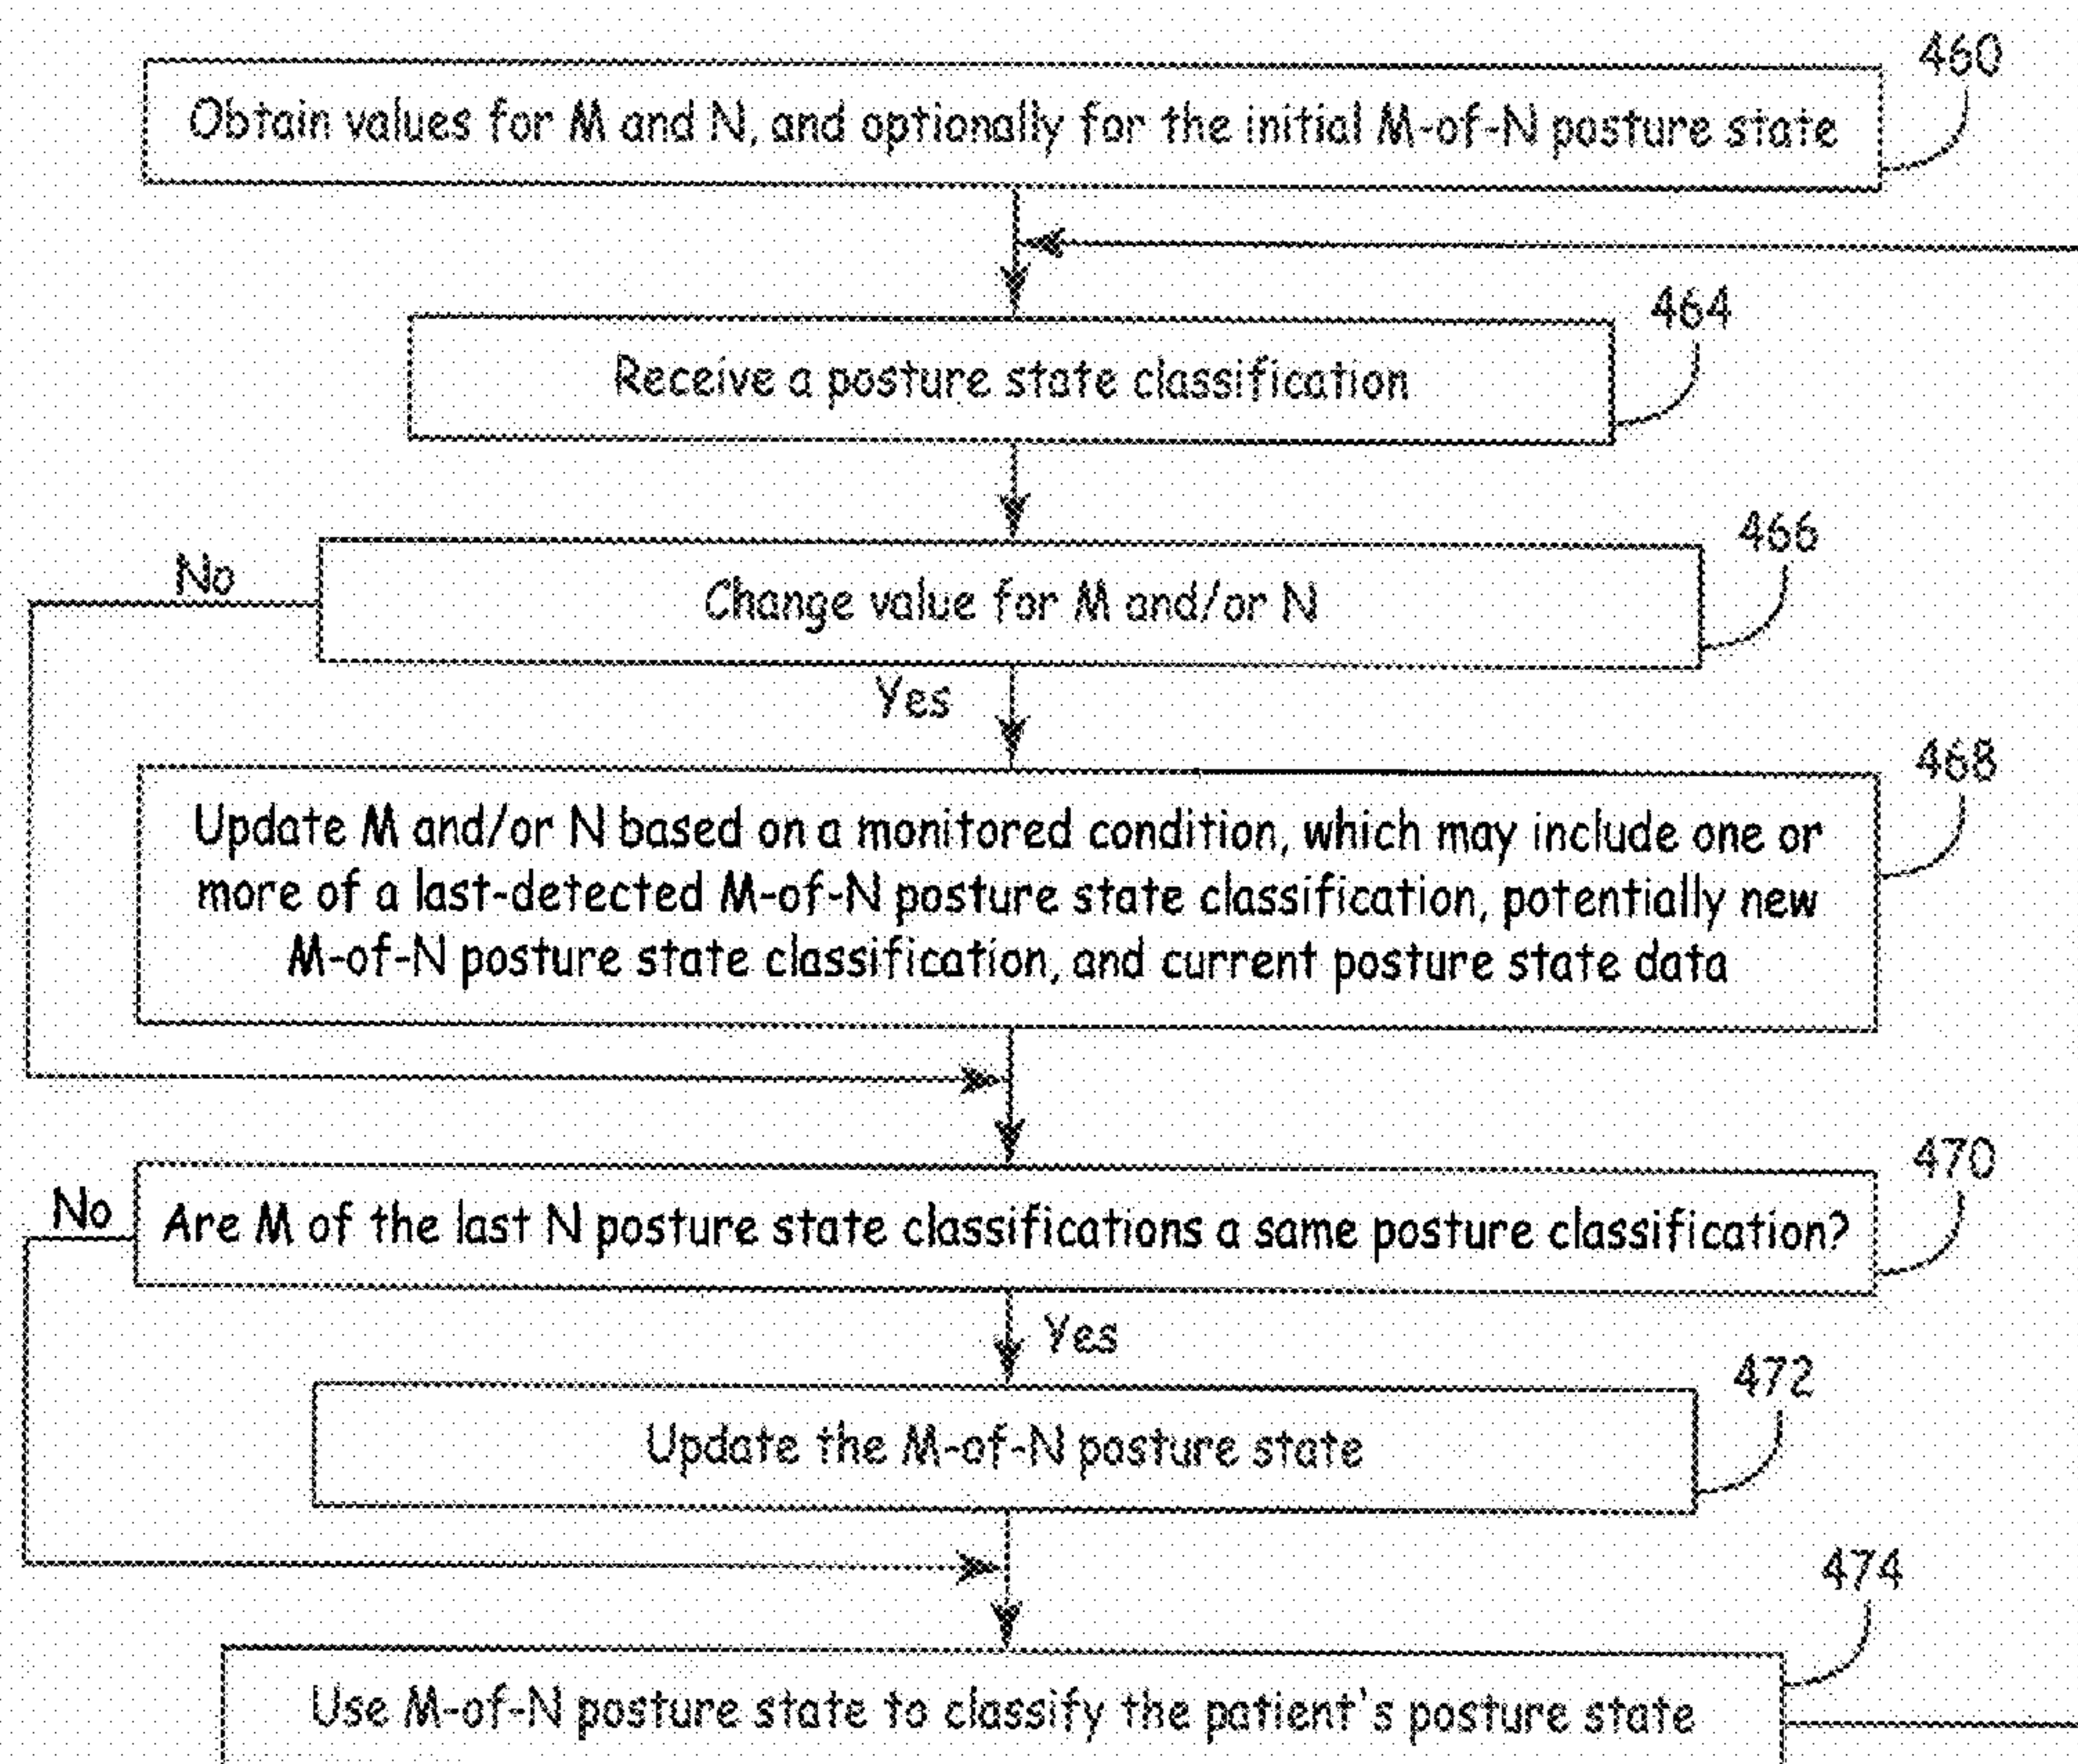 460
Obtain values for M and N, and optionally for the initial M-of-N posture state
464
Receive a posture state classification
466
No
Change value for M and/or N
Yes
468
Update M and/or N based on a monitored condition, which may include one or
more of a last-detected M-of-N posture state classification, potentially new
M-of-N posture state classification, and current posture state data
470
No
Are M of the last N posture state classifications a same posture classification?
Yes
472
Update the M-of-N posture state
474
Use M-of-N posture state to classify the patient's posture state